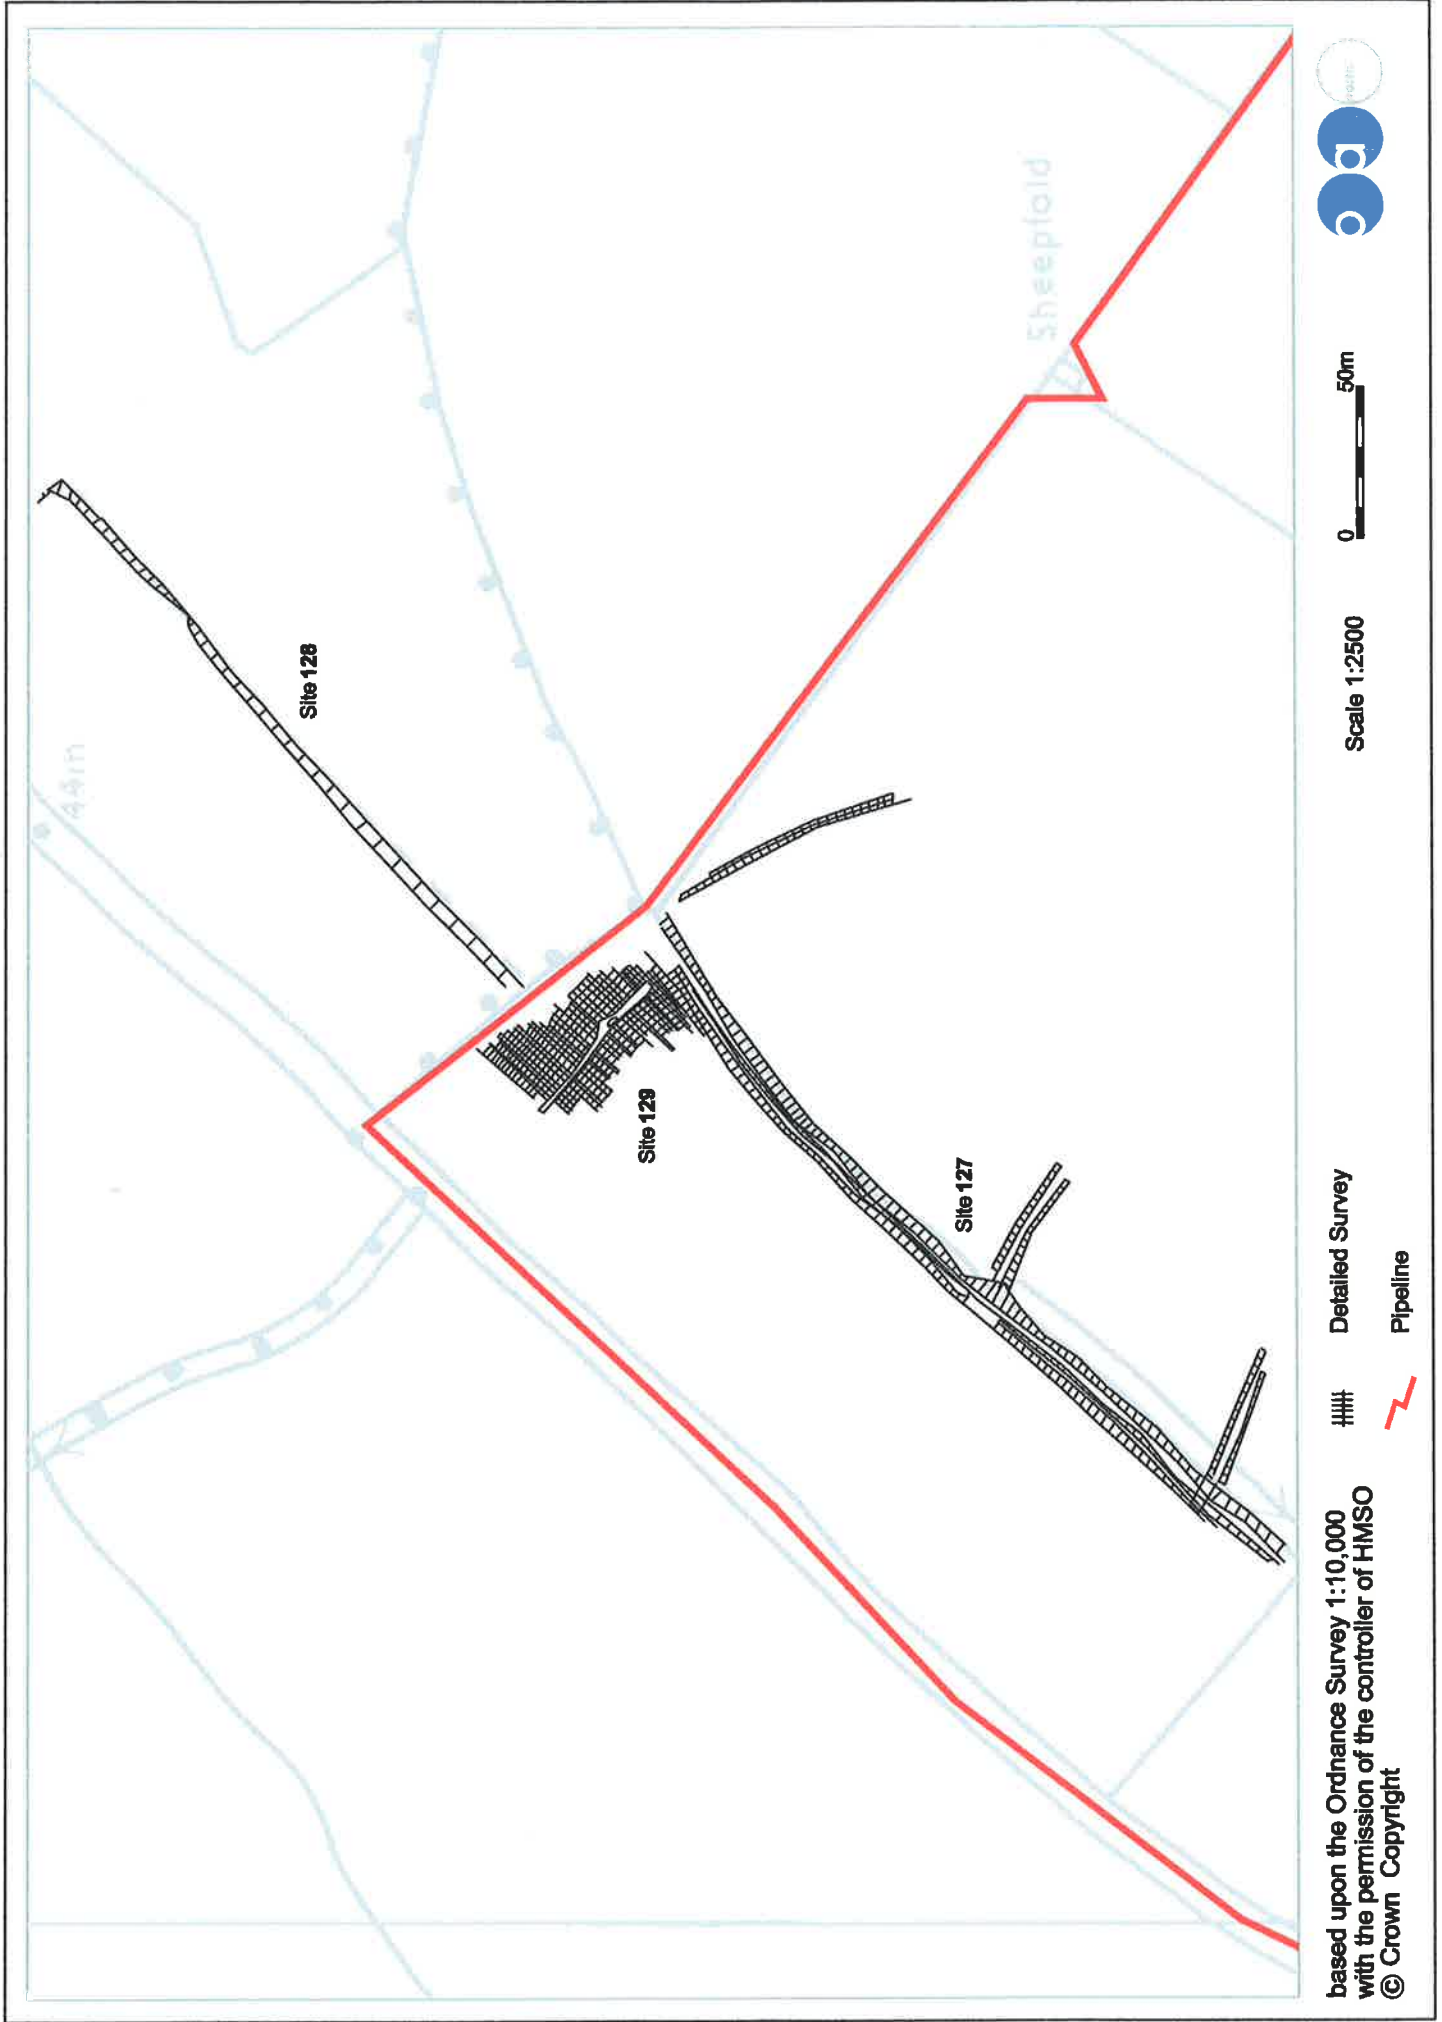 44m
Sheepfold
Site 128
Site 129
Site 127
based upon the Ordnance Survey 1:10,000
with the permission of the controller of HMSO
© Crown Copyright
Detailed Survey
Pipeline
Scale 1:2500
0 50m